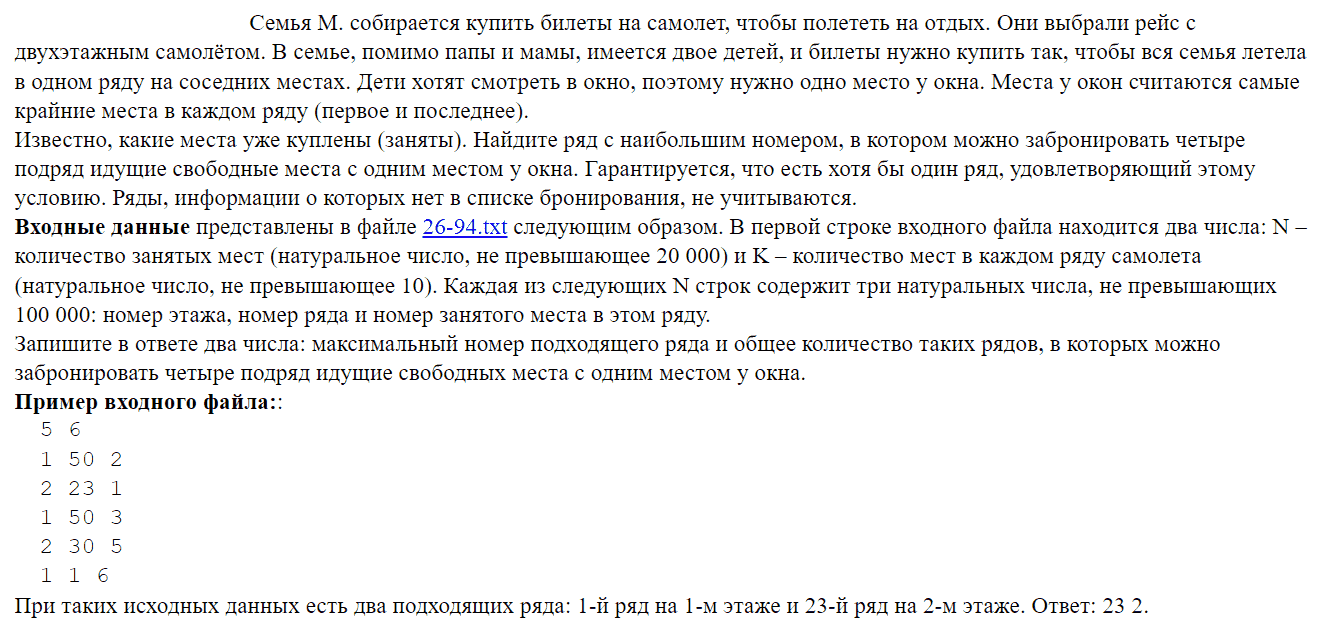 Семья М. собирается купить билеты на самолет, чтобы полететь на отдых. Они выбрали рейс с
двухэтажным самолётом. В семье, помимо папы и мамы, имеется двое детей, и билеты нужно купить так, чтобы вся семья летела
в одном ряду на соседних местах. Дети хотят смотреть в окно, поэтому нужно одно место у окна. Места у окон считаются самые
крайние места в каждом ряду (первое и последнее).
Известно, какие места уже куплены (заняты). Найдите ряд с наибольшим номером, в котором можно забронировать четыре
подряд идущие свободные места с одним местом у окна. Гарантируется, что есть хотя бы один ряд, удовлетворяющий этому
условию. Ряды, информации о которых нет в списке бронирования, не учитываются.
Входные данные представлены в файле 26-94.txt следующим образом. В первой строке входного файла находится два числа: N –
количество занятых мест (натуральное число, не превышающее 20 000) и K – количество мест в каждом ряду самолета
(натуральное число, не превышающее 10). Каждая из следующих N строк содержит три натуральных числа, не превышающих
100 000: номер этажа, номер ряда и номер занятого места в этом ряду.
Запишите в ответе два числа: максимальный номер подходящего ряда и общее количество таких рядов, в которых можно
забронировать четыре подряд идущие свободных места с одним местом у окна.
Пример входного файла::
5 6
1 50 2
2 23 1
1 50 3
2 30 5
1 1 6
При таких исходных данных есть два подходящих ряда: 1-й ряд на 1-м этаже и 23-й ряд на 2-м этаже. Ответ: 23 2.